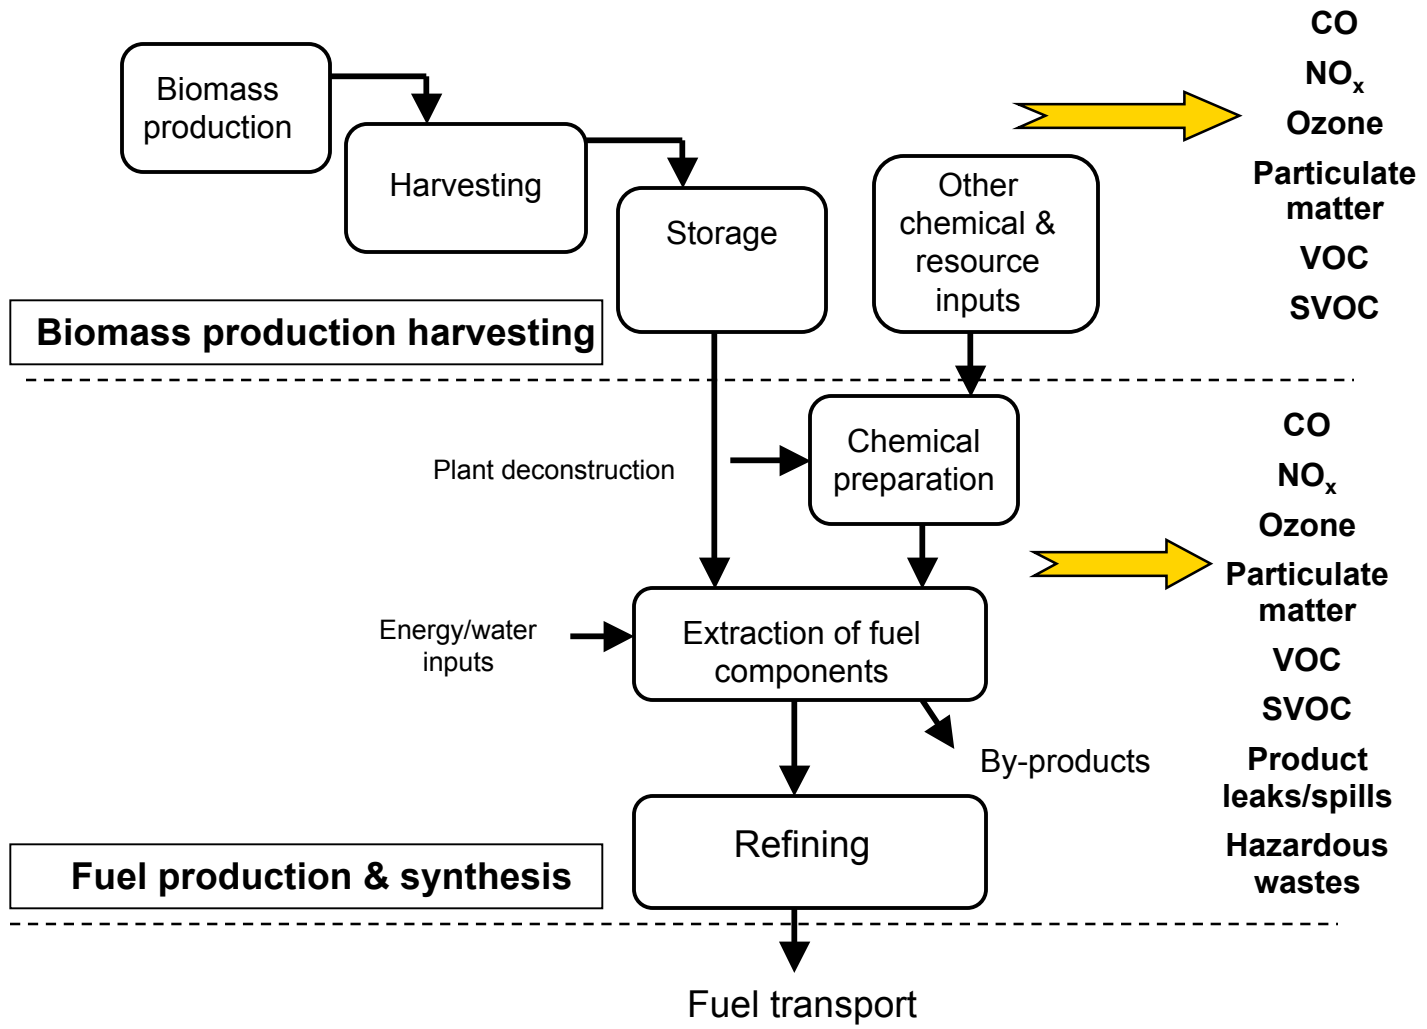 Biomass
production
Harvesting
Storage
Other
chemical &
resource
inputs
CO
NOx
Ozone
Particulate
matter
VOC
SVOC
Biomass production harvesting
Plant deconstruction
Chemical
preparation
Energy/water
inputs
Extraction of fuel
components
By-products
Refining
CO
NOx
Ozone
Particulate
matter
VOC
SVOC
Product
leaks/spills
Hazardous
wastes
Fuel production & synthesis
Fuel transport